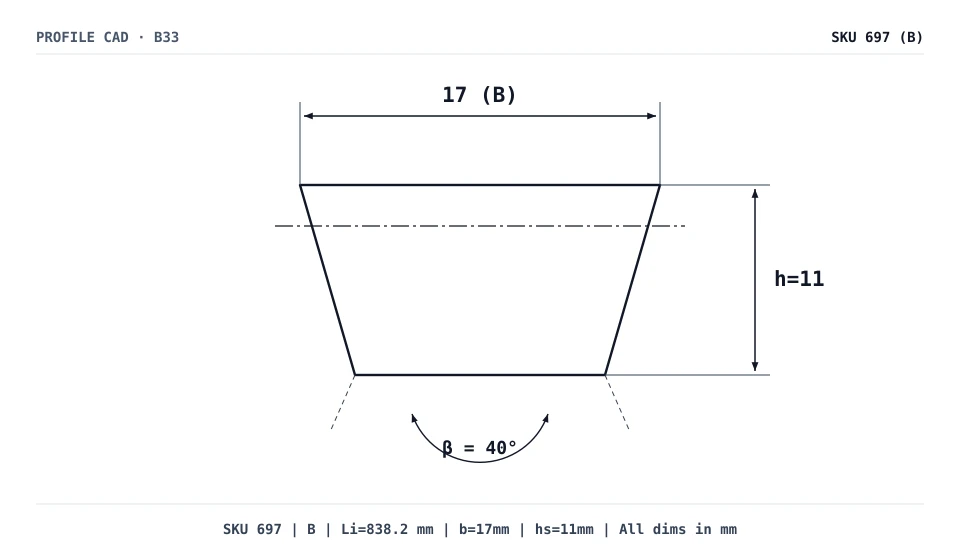 PROFILE CAD · B33
SKU 697 (B)
17 (B)
h=11
β = 40°
SKU 697 | B | Li=838.2 mm | b=17mm | hs=11mm | All dims in mm